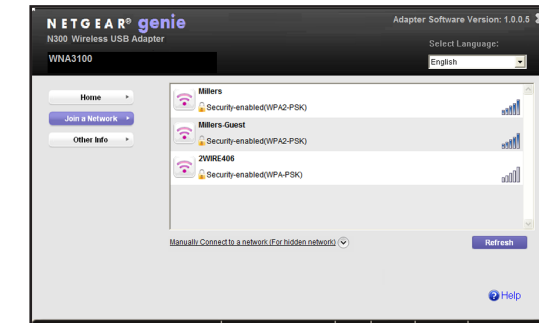 NETGEAR® genie
Adapter Software Version: 1.0.0.5
N300 Wireless USB Adapter
Select Language:
WNA3100
English
Home
Join a Network
Other Info
Millers
Security-enabled(WPA2-PSK)
Millers-Guest
Security-enabled(WPA2-PSK)
2WIRE406
Security-enabled(WPA-PSK)
Manually Connect to a network (For hidden network)
Refresh
? Help